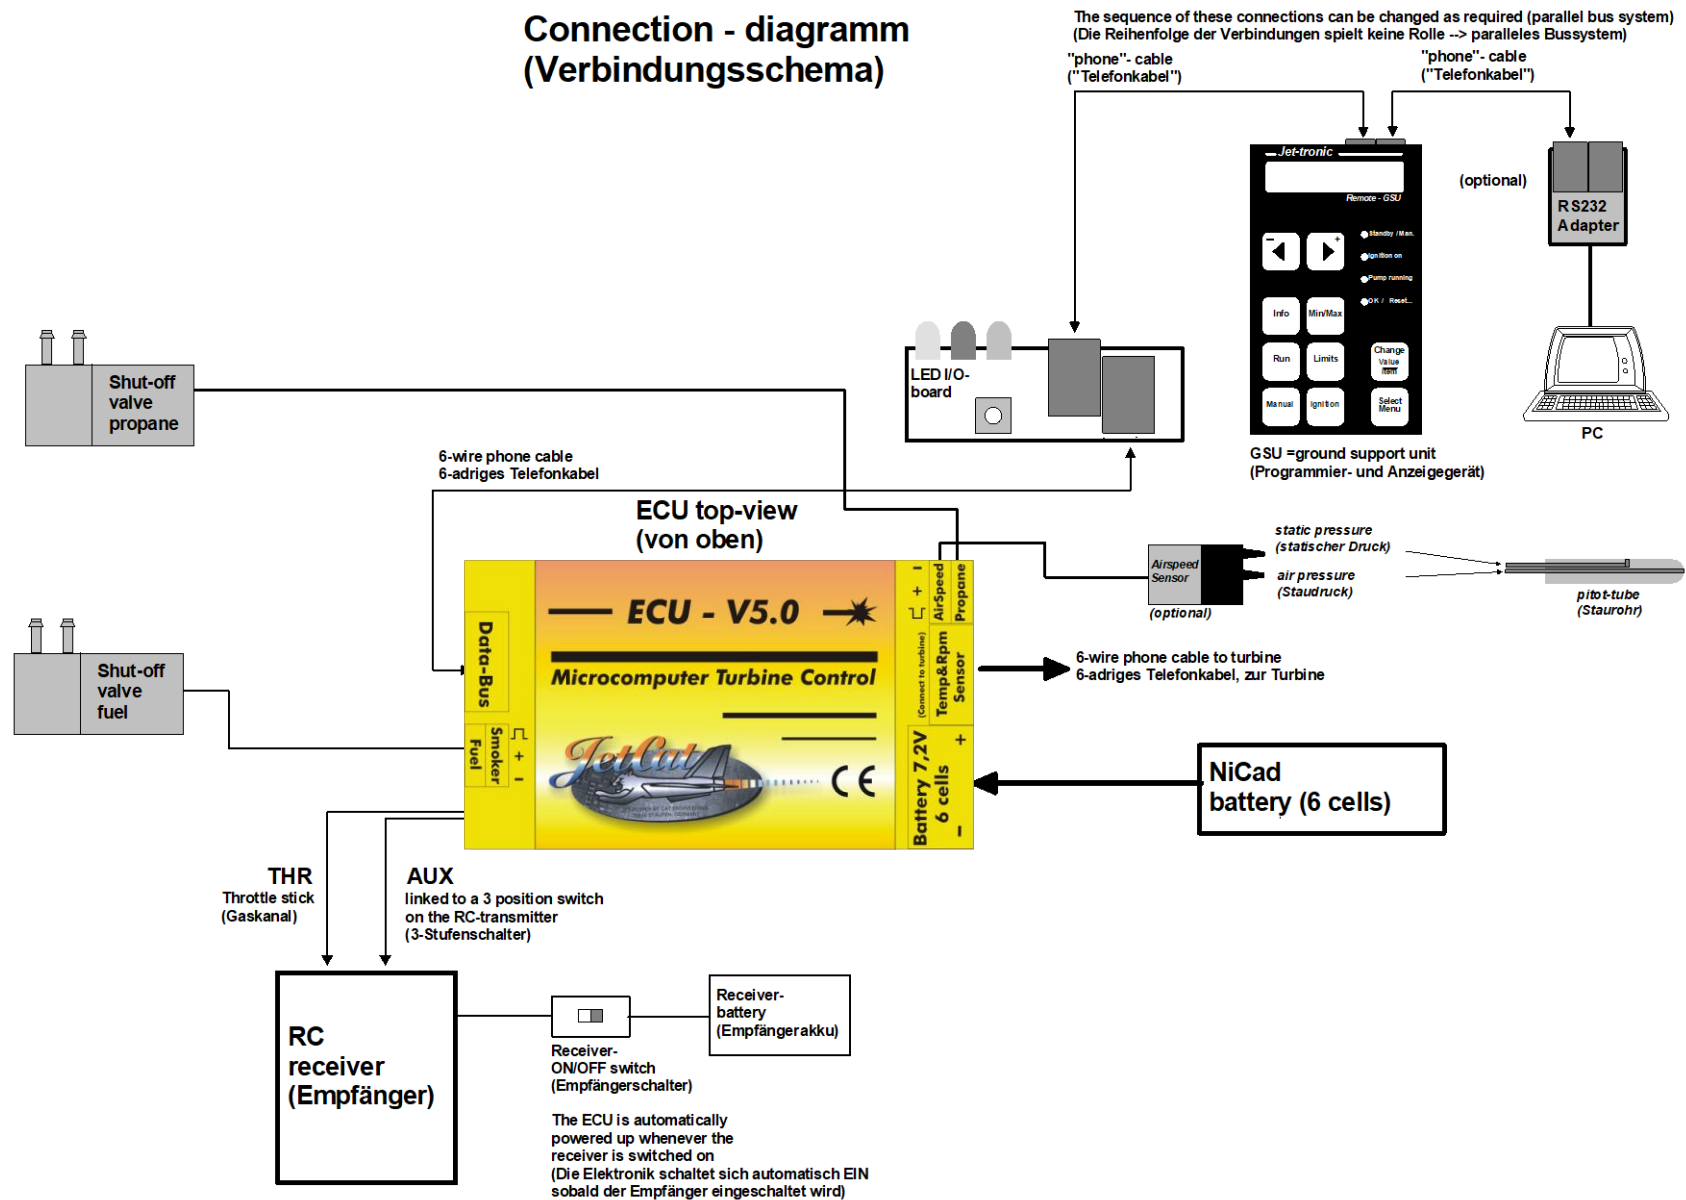 Connection - diagramm
(Verbindungsschema)
The sequence of these connections can be changed as required (parallel bus system)
(Die Reihenfolge der Verbindungen spielt keine Rolle --> paralleles Bussystem)
"phone"- cable
("Telefonkabel")
"phone"- cable
("Telefonkabel")
Jet-tronic
Remote - GSU
- +
Standby / Man.
Ignition on
Pump running
OK / Reset...
Info
Min/Max
Run
Limits
Change
Value
Item
Manual
Ignition
Select
Menu
GSU =ground support unit
(Programmier- und Anzeigegerät)
(optional)
RS232
Adapter
PC
LED I/O-
board
Shut-off
valve
propane
6-wire phone cable
6-adriges Telefonkabel
ECU top-view
(von oben)
Airspeed
Sensor
(optional)
static pressure
(statischer Druck)
air pressure
(Staudruck)
pitot-tube
(Staurohr)
Shut-off
valve
fuel
Data-Bus
Smoker
Fuel
+
-
ECU - V5.0
Microcomputer Turbine Control
JetCat
CE
-
+
AirSpeed
Propane
(Connect to turbine)
Temp&Rpm
Sensor
Battery 7,2V
6 cells
+
-
6-wire phone cable to turbine
6-adriges Telefonkabel, zur Turbine
NiCad
battery (6 cells)
THR
Throttle stick
(Gaskanal)
AUX
linked to a 3 position switch
on the RC-transmitter
(3-Stufenschalter)
RC
receiver
(Empfänger)
Receiver-
ON/OFF switch
(Empfängerschalter)
Receiver-
battery
(Empfängerakku)
The ECU is automatically
powered up whenever the
receiver is switched on
(Die Elektronik schaltet sich automatisch EIN
sobald der Empfänger eingeschaltet wird)